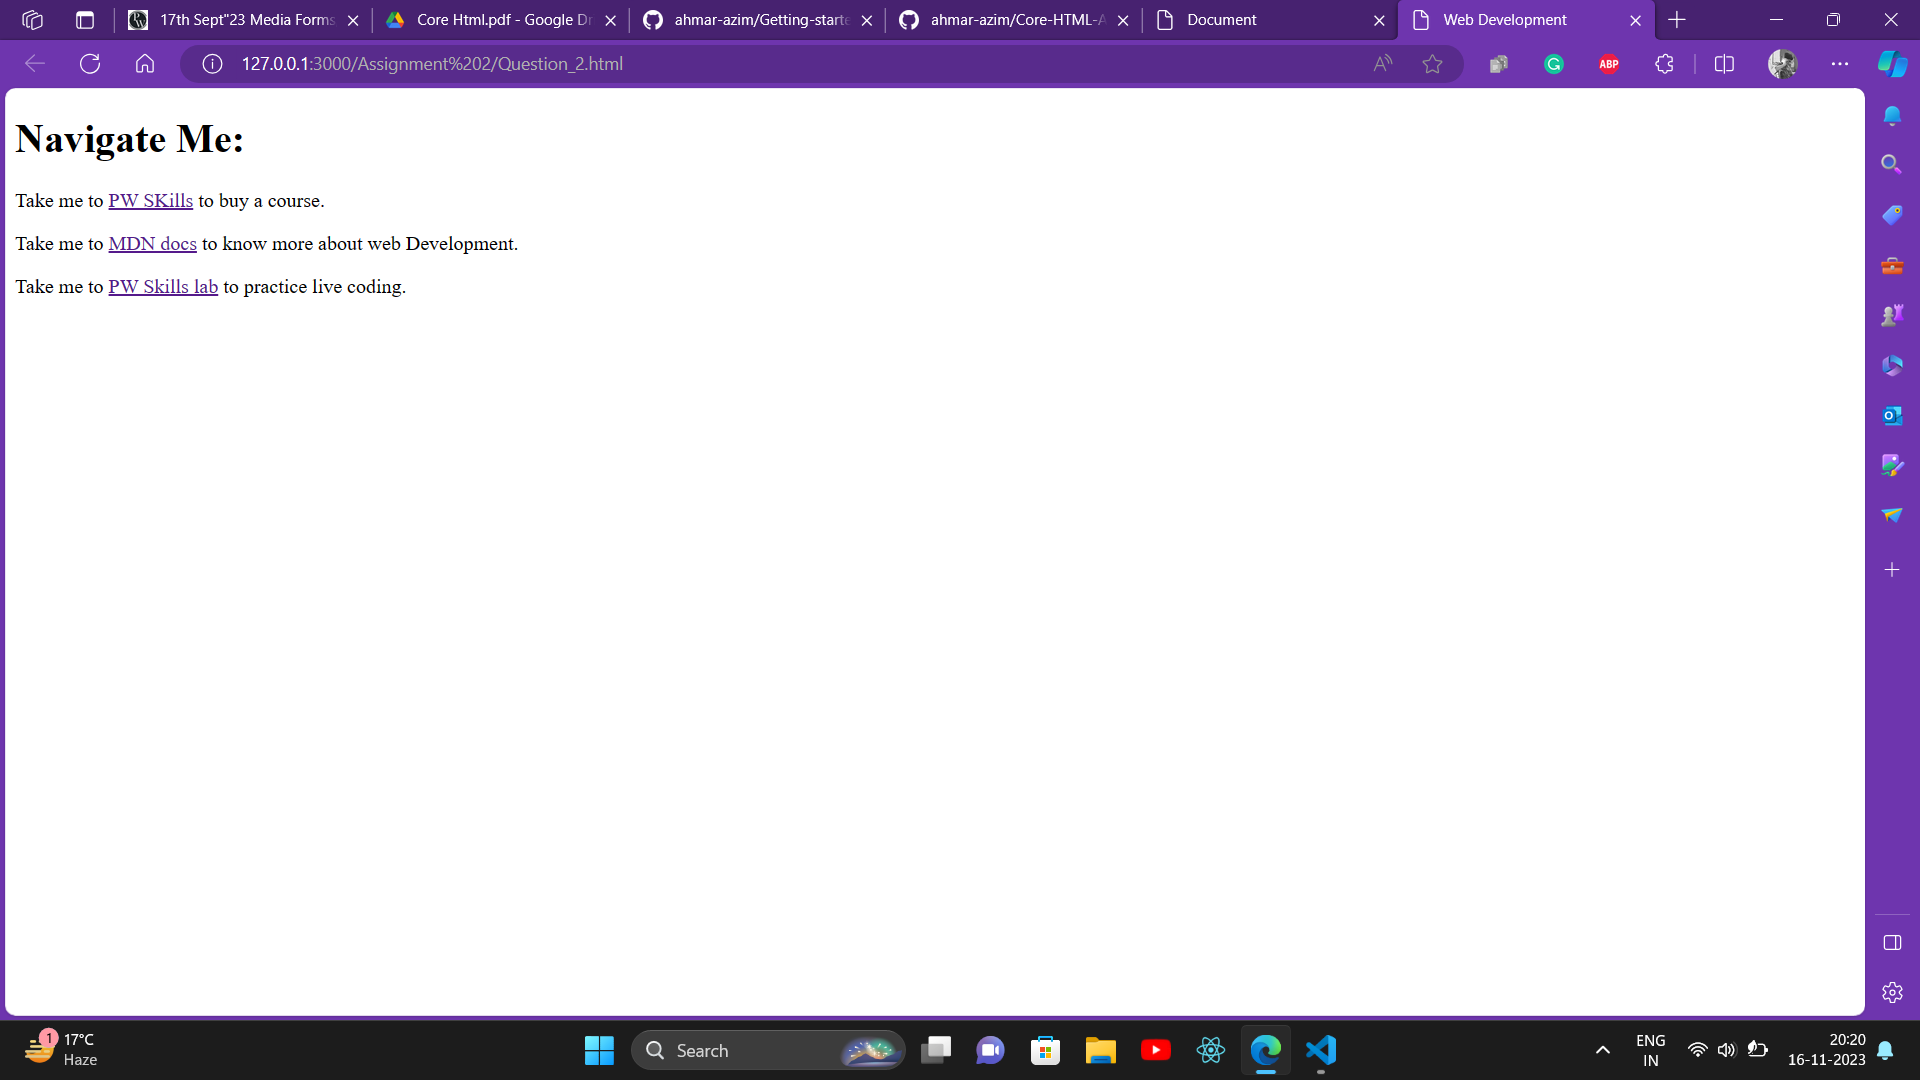 17th Sept"23 Media Forms
Core Html.pdf - Google Dr
ahmar-azim/Getting-starte
ahmar-azim/Core-HTML-A
Document
Web Development
127.0.0.1:3000/Assignment%202/Question_2.html
ABP
Navigate Me:
Take me to PW SKills to buy a course.
Take me to MDN docs to know more about web Development.
Take me to PW Skills lab to practice live coding.
1
17°C
Haze
Search
ENG
IN
20:20
16-11-2023